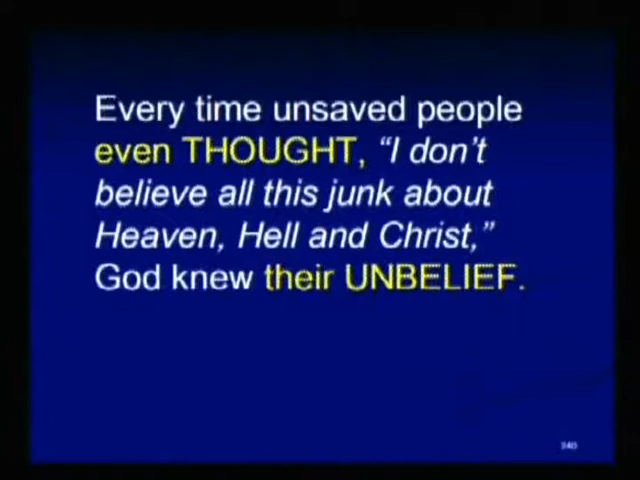 Every time unsaved people
even THOUGHT, “I don’t
believe all this junk about
Heaven, Hell and Christ,”
God knew their UNBELIEF.